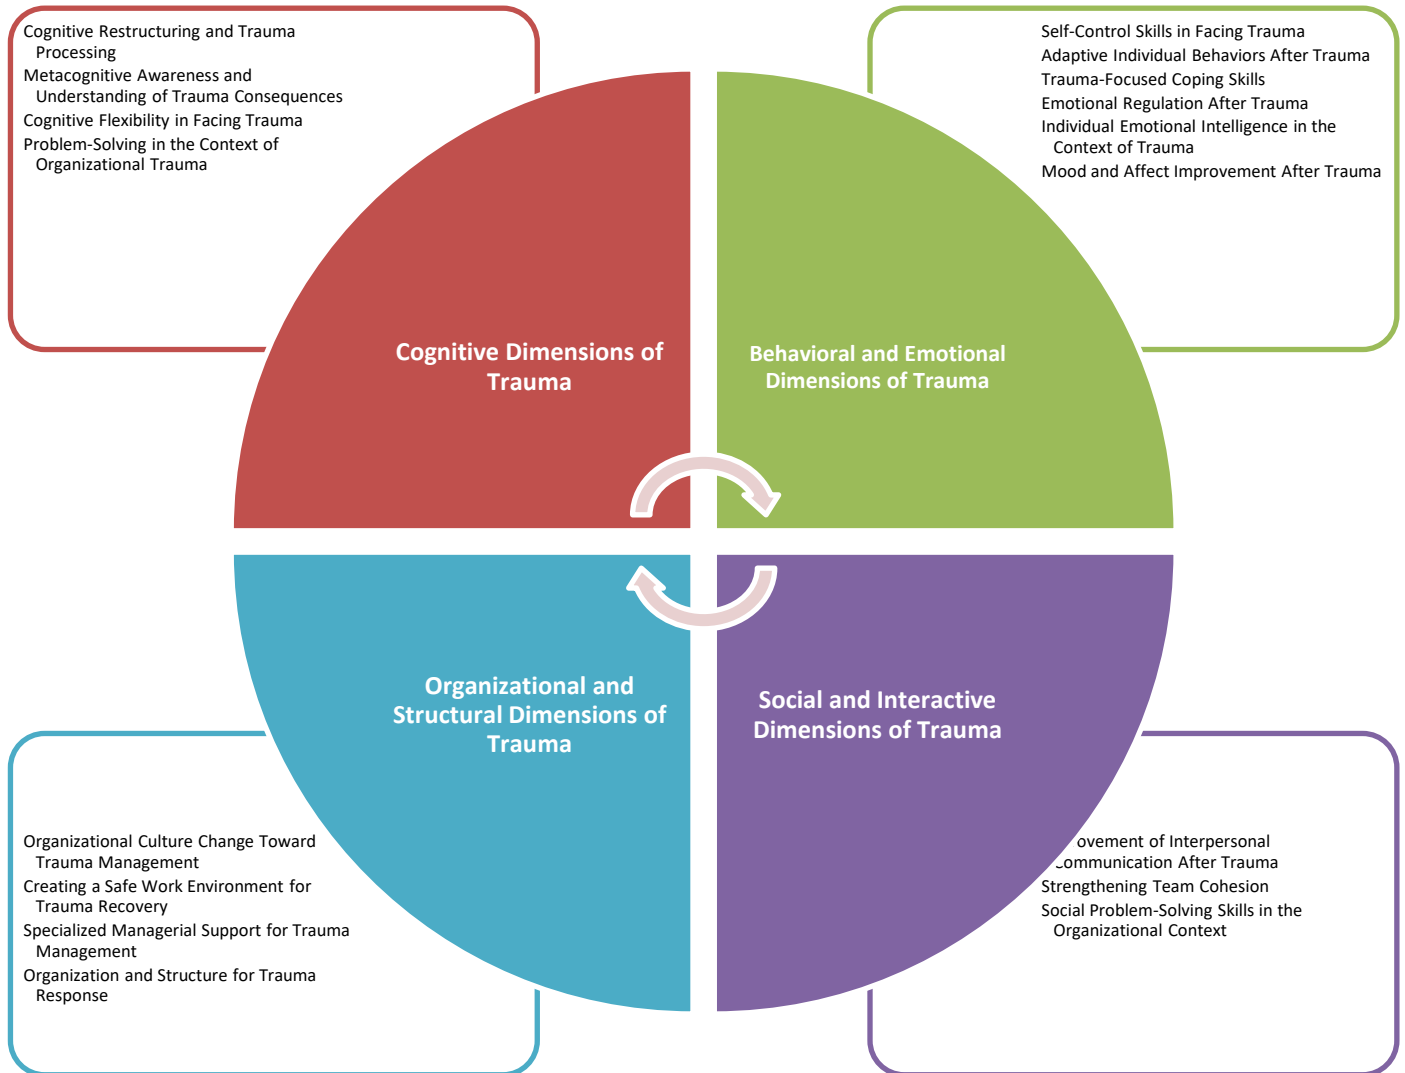 Cognitive Restructuring and Trauma
Processing
Metacognitive Awareness and
Understanding of Trauma Consequences
Cognitive Flexibility in Facing Trauma
Problem-Solving in the Context of
Organizational Trauma
Self-Control Skills in Facing Trauma
Adaptive Individual Behaviors After Trauma
Trauma-Focused Coping Skills
Emotional Regulation After Trauma
Individual Emotional Intelligence in the
Context of Trauma
Mood and Affect Improvement After Trauma
Cognitive Dimensions of
Trauma
Behavioral and Emotional
Dimensions of Trauma
Organizational and
Structural Dimensions of
Trauma
Social and Interactive
Dimensions of Trauma
Organizational Culture Change Toward
Trauma Management
Creating a Safe Work Environment for
Trauma Recovery
Specialized Managerial Support for Trauma
Management
Organization and Structure for Trauma
Response
of Interpersonal
After Trauma
Strengthening Team Cohesion
Social Problem-Solving Skills in the
Organizational Context